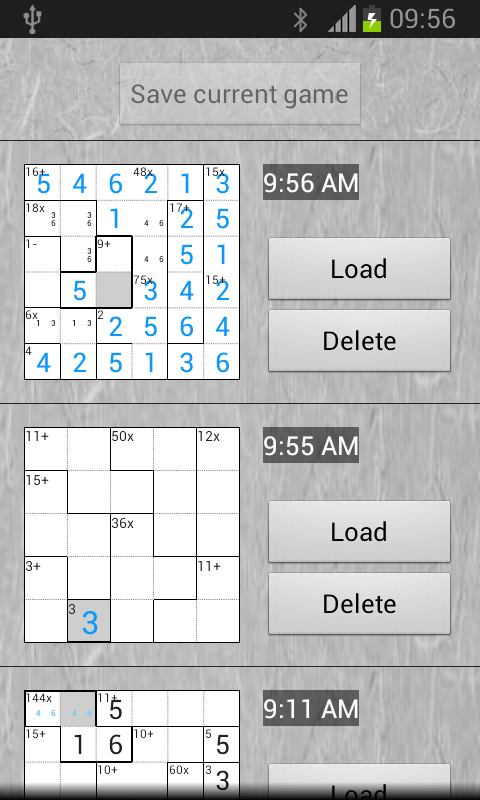 09:56
Save current game
16+ 48x 15x
5 4 6 2 1 3
9:56 AM
18x 3 6 3 6 1 4 6 17+ 2 5
1- 3 6 9+ 4 6 5 1
Load
5 75x 3 4 15+ 2
6x 1 3 1 3 2 2 5 6 4
Delete
4 4 2 5 1 3 6
11+ 50x 12x
9:55 AM
15+
36x
Load
3+ 11+
3 3
Delete
144x 4 6 4 6 11+ 5
9:11 AM
15+ 1 6 10+ 5 5
10+ 60x 3 3
Load